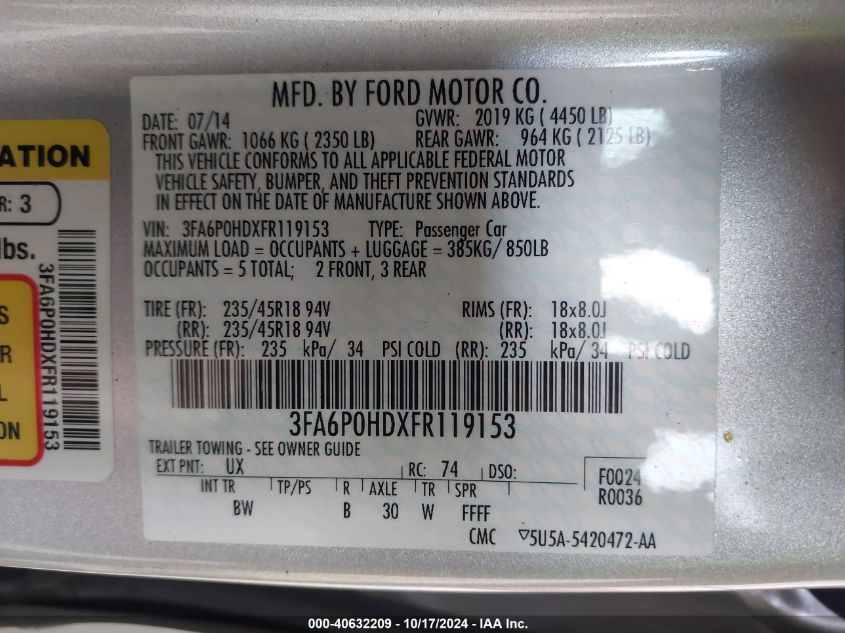 MFD. BY FORD MOTOR CO.
DATE: 07/14 GVWR: 2019 KG ( 4450 LB)
FRONT GAWR: 1066 KG ( 2350 LB) REAR GAWR: 964 KG ( 2125 LB)
THIS VEHICLE CONFORMS TO ALL APPLICABLE FEDERAL MOTOR
VEHICLE SAFETY, BUMPER, AND THEFT PREVENTION STANDARDS
IN EFFECT ON THE DATE OF MANUFACTURE SHOWN ABOVE.
VIN: 3FA6P0HDXFR119153 TYPE: Passenger Car
MAXIMUM LOAD = OCCUPANTS + LUGGAGE = 385KG/ 850LB
OCCUPANTS = 5 TOTAL; 2 FRONT, 3 REAR
TIRE (FR): 235/45R18 94V RIMS (FR): 18x8.0J
(RR): 235/45R18 94V (RR): 18x8.0J
PRESSURE (FR): 235 kPa/ 34 PSI COLD (RR): 235 kPa/ 34 PSI COLD
3FA6P0HDXFR119153
TRAILER TOWING - SEE OWNER GUIDE
EXT PNT: UX RC: 74 DSO:
INT TR TP/PS R AXLE TR SPR
BW B 30 W FFFF
F0024
R0036
CMC ▽5U5A-5420472-AA
ATION
R: 3
lbs.
S
R
L
ON
3FA6P0HDXFR119153
000-40632209 - 10/17/2024 - IAA Inc.